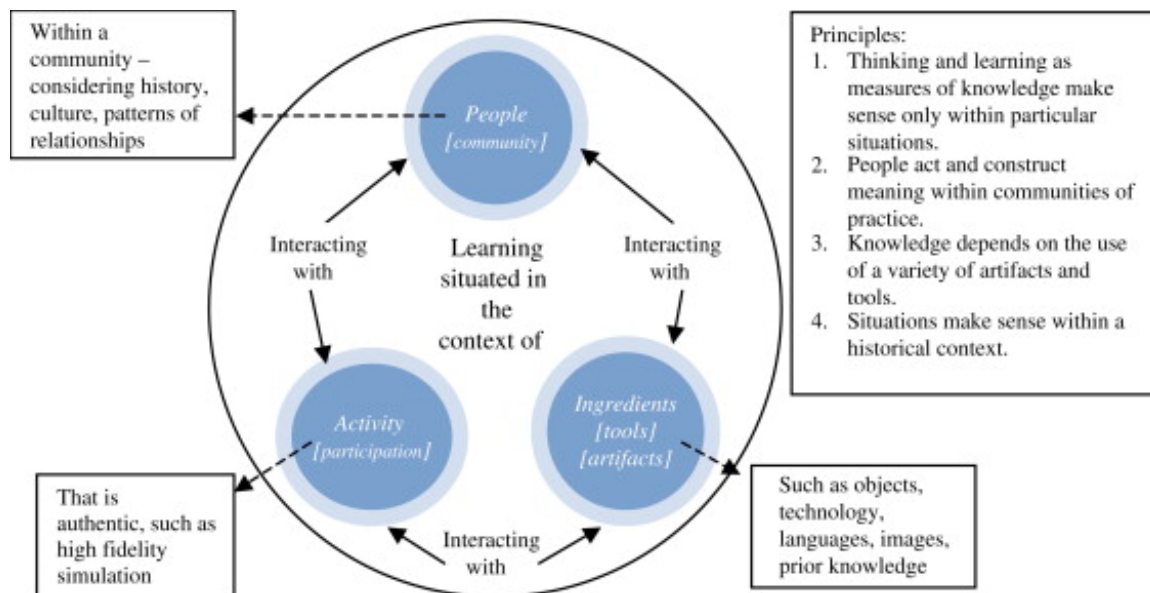 Within a
community –
considering history,
culture, patterns of
relationships
People
[community]
Interacting
with
Learning
situated in
the
context of
Interacting
with
Activity
[participation]
Ingredients
[tools]
[artifacts]
Interacting
with
That is
authentic, such as
high fidelity
simulation
Such as objects,
technology,
languages, images,
prior knowledge
Principles:
1. Thinking and learning as
measures of knowledge make
sense only within particular
situations.
2. People act and construct
meaning within communities of
practice.
3. Knowledge depends on the use
of a variety of artifacts and
tools.
4. Situations make sense within a
historical context.